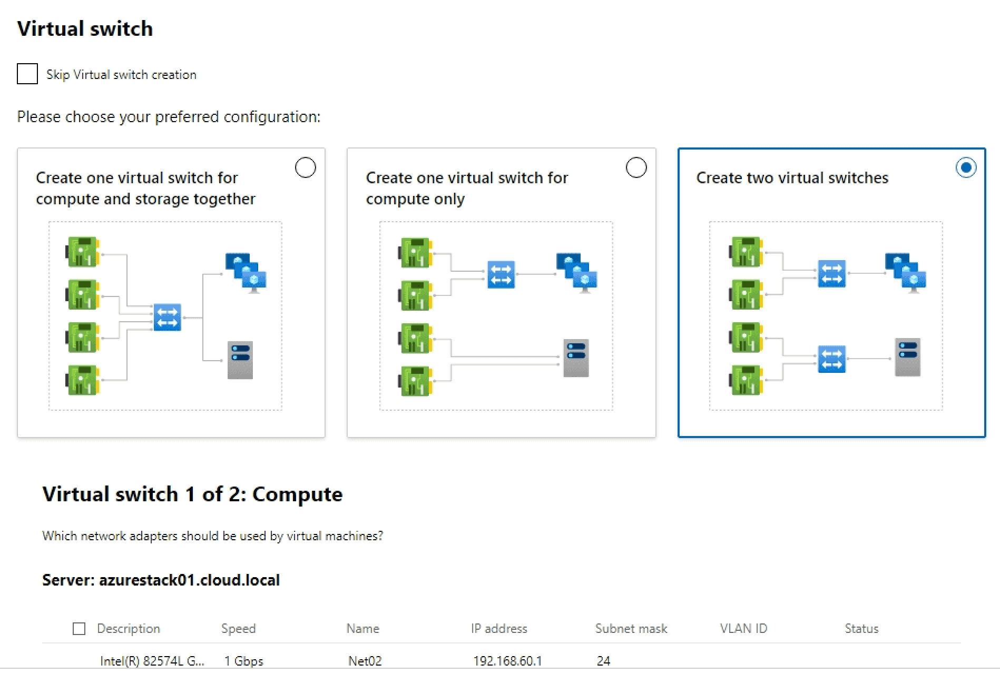 Virtual switch
Skip Virtual switch creation
Please choose your preferred configuration:
Create one virtual switch for
compute and storage together
Create one virtual switch for
compute only
Create two virtual switches
Virtual switch 1 of 2: Compute
Which network adapters should be used by virtual machines?
Server: azurestack01.cloud.local
Description Speed Name IP address Subnet mask VLAN ID Status
Intel(R) 82574L G... 1 Gbps Net02 192.168.60.1 24